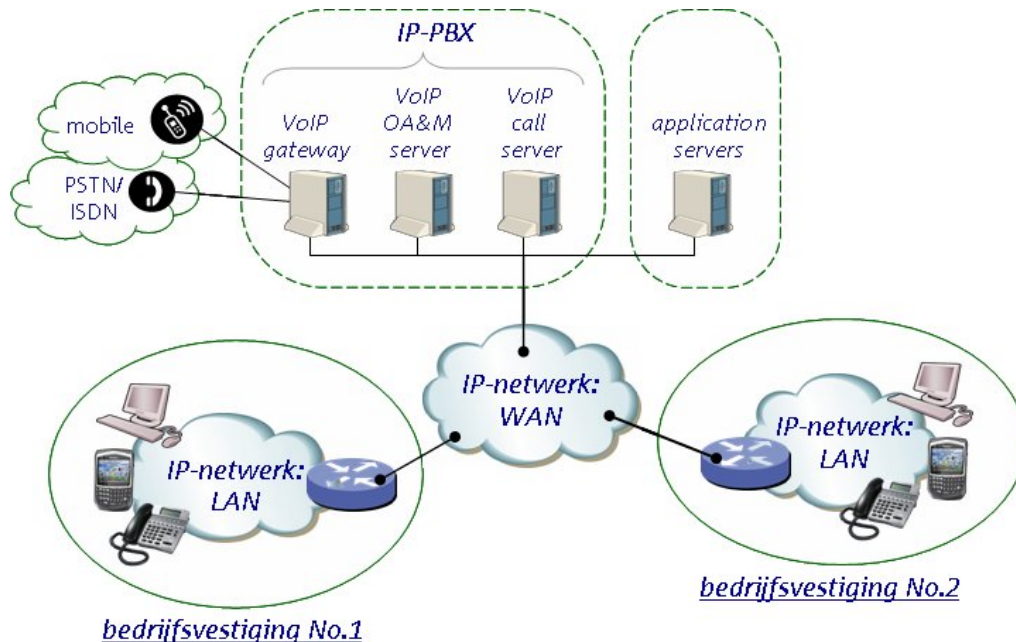 IP-PBX
VoIP
gateway
VoIP
OA&M
server
VoIP
call
server
application
servers
mobile
PSTN/
ISDN
IP-netwerk:
WAN
IP-netwerk:
LAN
IP-netwerk:
LAN
bedrijfsvestiging No.1
bedrijfsvestiging No.2